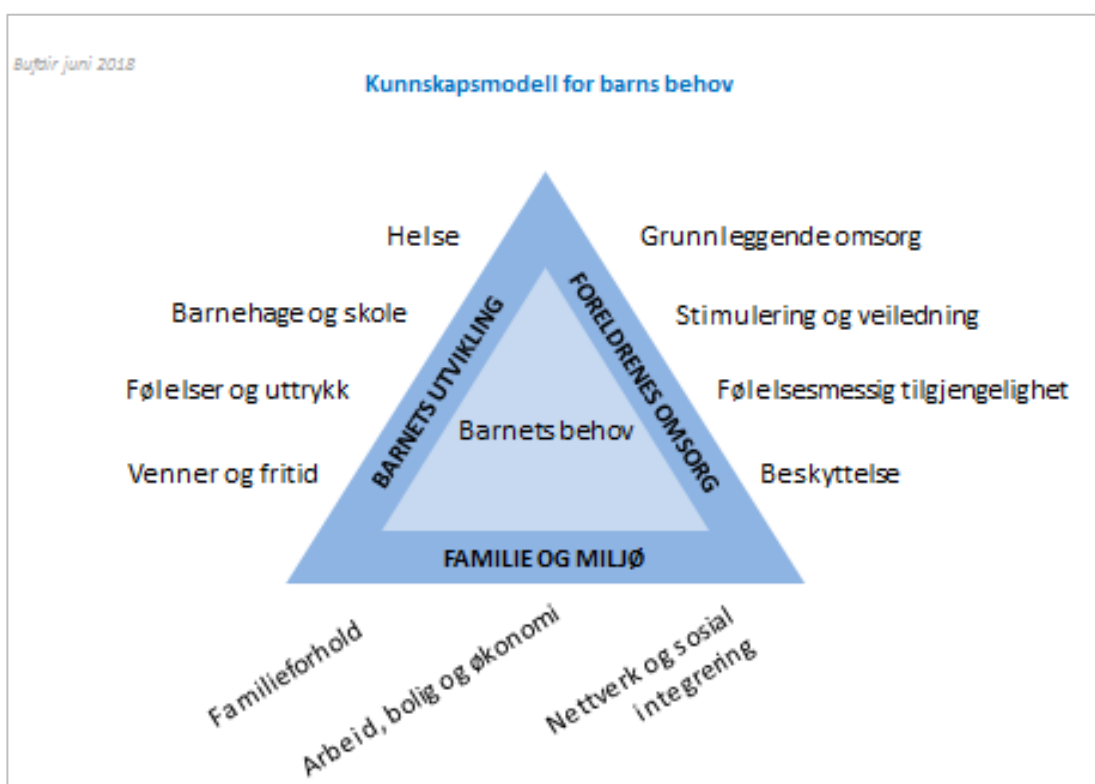 Bufdir juni 2018
Kunnskapsmodell for barns behov
Helse
Barnehage og skole
Følelser og uttrykk
Venner og fritid
BARNETS UTVIKLING
Barnets behov
FORELDRENES OMSORG
Grunnleggende omsorg
Stimulering og veiledning
Følelsesmessig tilgjengelighet
Beskyttelse
FAMILIE OG MILJØ
Familieforhold
Arbeid, bolig og økonomi
Nettverk og sosial
integrering